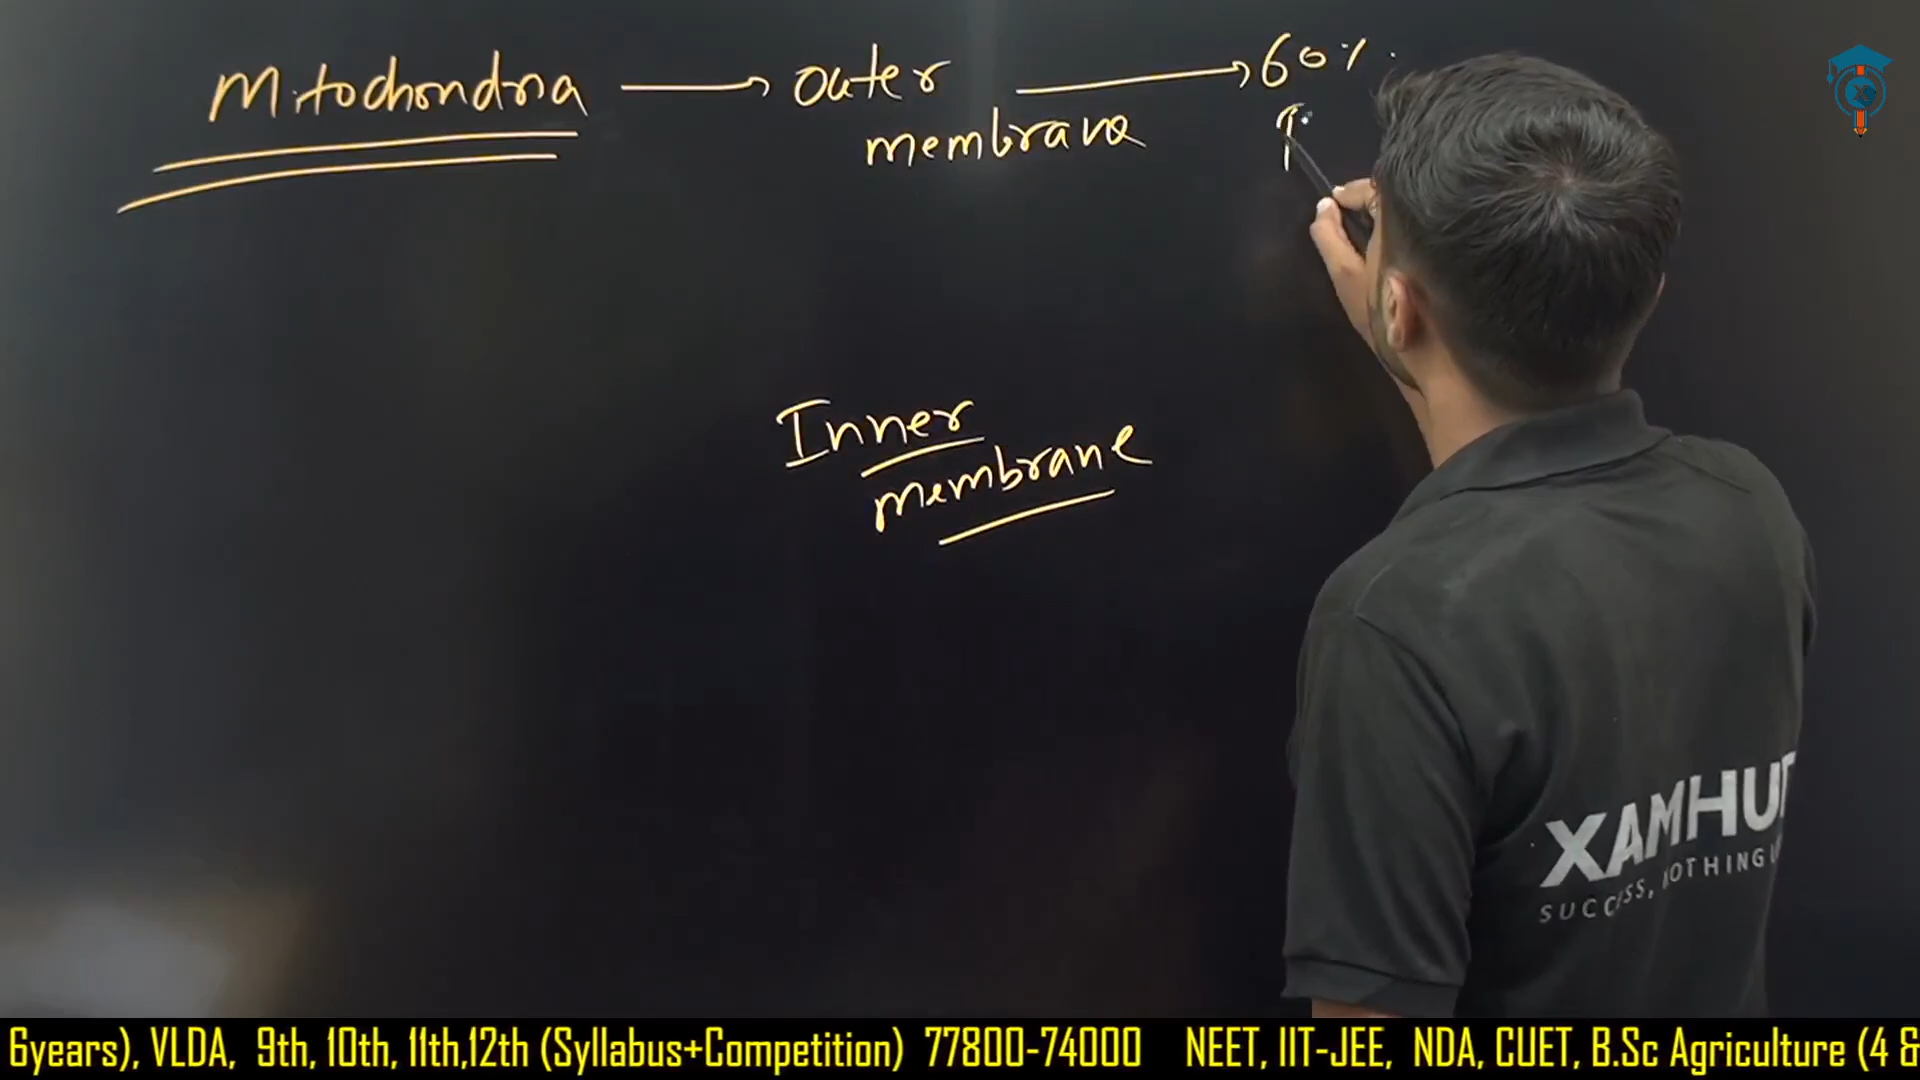 Mitochondria → outer → 60%.
membrane
Inner
membrane
XAMHU
SUCCESS, NOTHING
6years), VLDA, 9th, 10th, 11th,12th (Syllabus+Competition) 77800-74000 NEET, IIT-JEE, NDA, CUET, B.Sc Agriculture (4 &